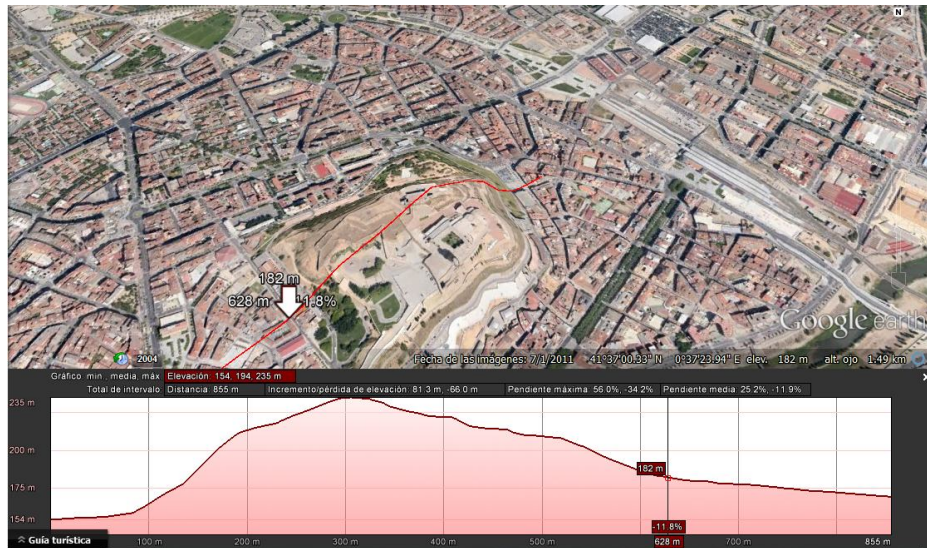 N
182 m
628 m -11.8%
Google earth
2004
Fecha de las imágenes: 7/1/2011 41°37'00.33" N 0°37'23.94" E elev. 182 m alt. ojo 1.49 km
Gráfico: mín., media, máx. Elevación: 154, 194, 235 m
Total de intervalo: Distancia: 855 m Incremento/pérdida de elevación: 81.3 m, -66.0 m Pendiente máxima: 56.0%, -34.2% Pendiente media: 25.2%, -11.9%
235 m
200 m
182 m
175 m
154 m
-11.8%
Guía turística 100 m 200 m 300 m 400 m 500 m 628 m 700 m 855 m